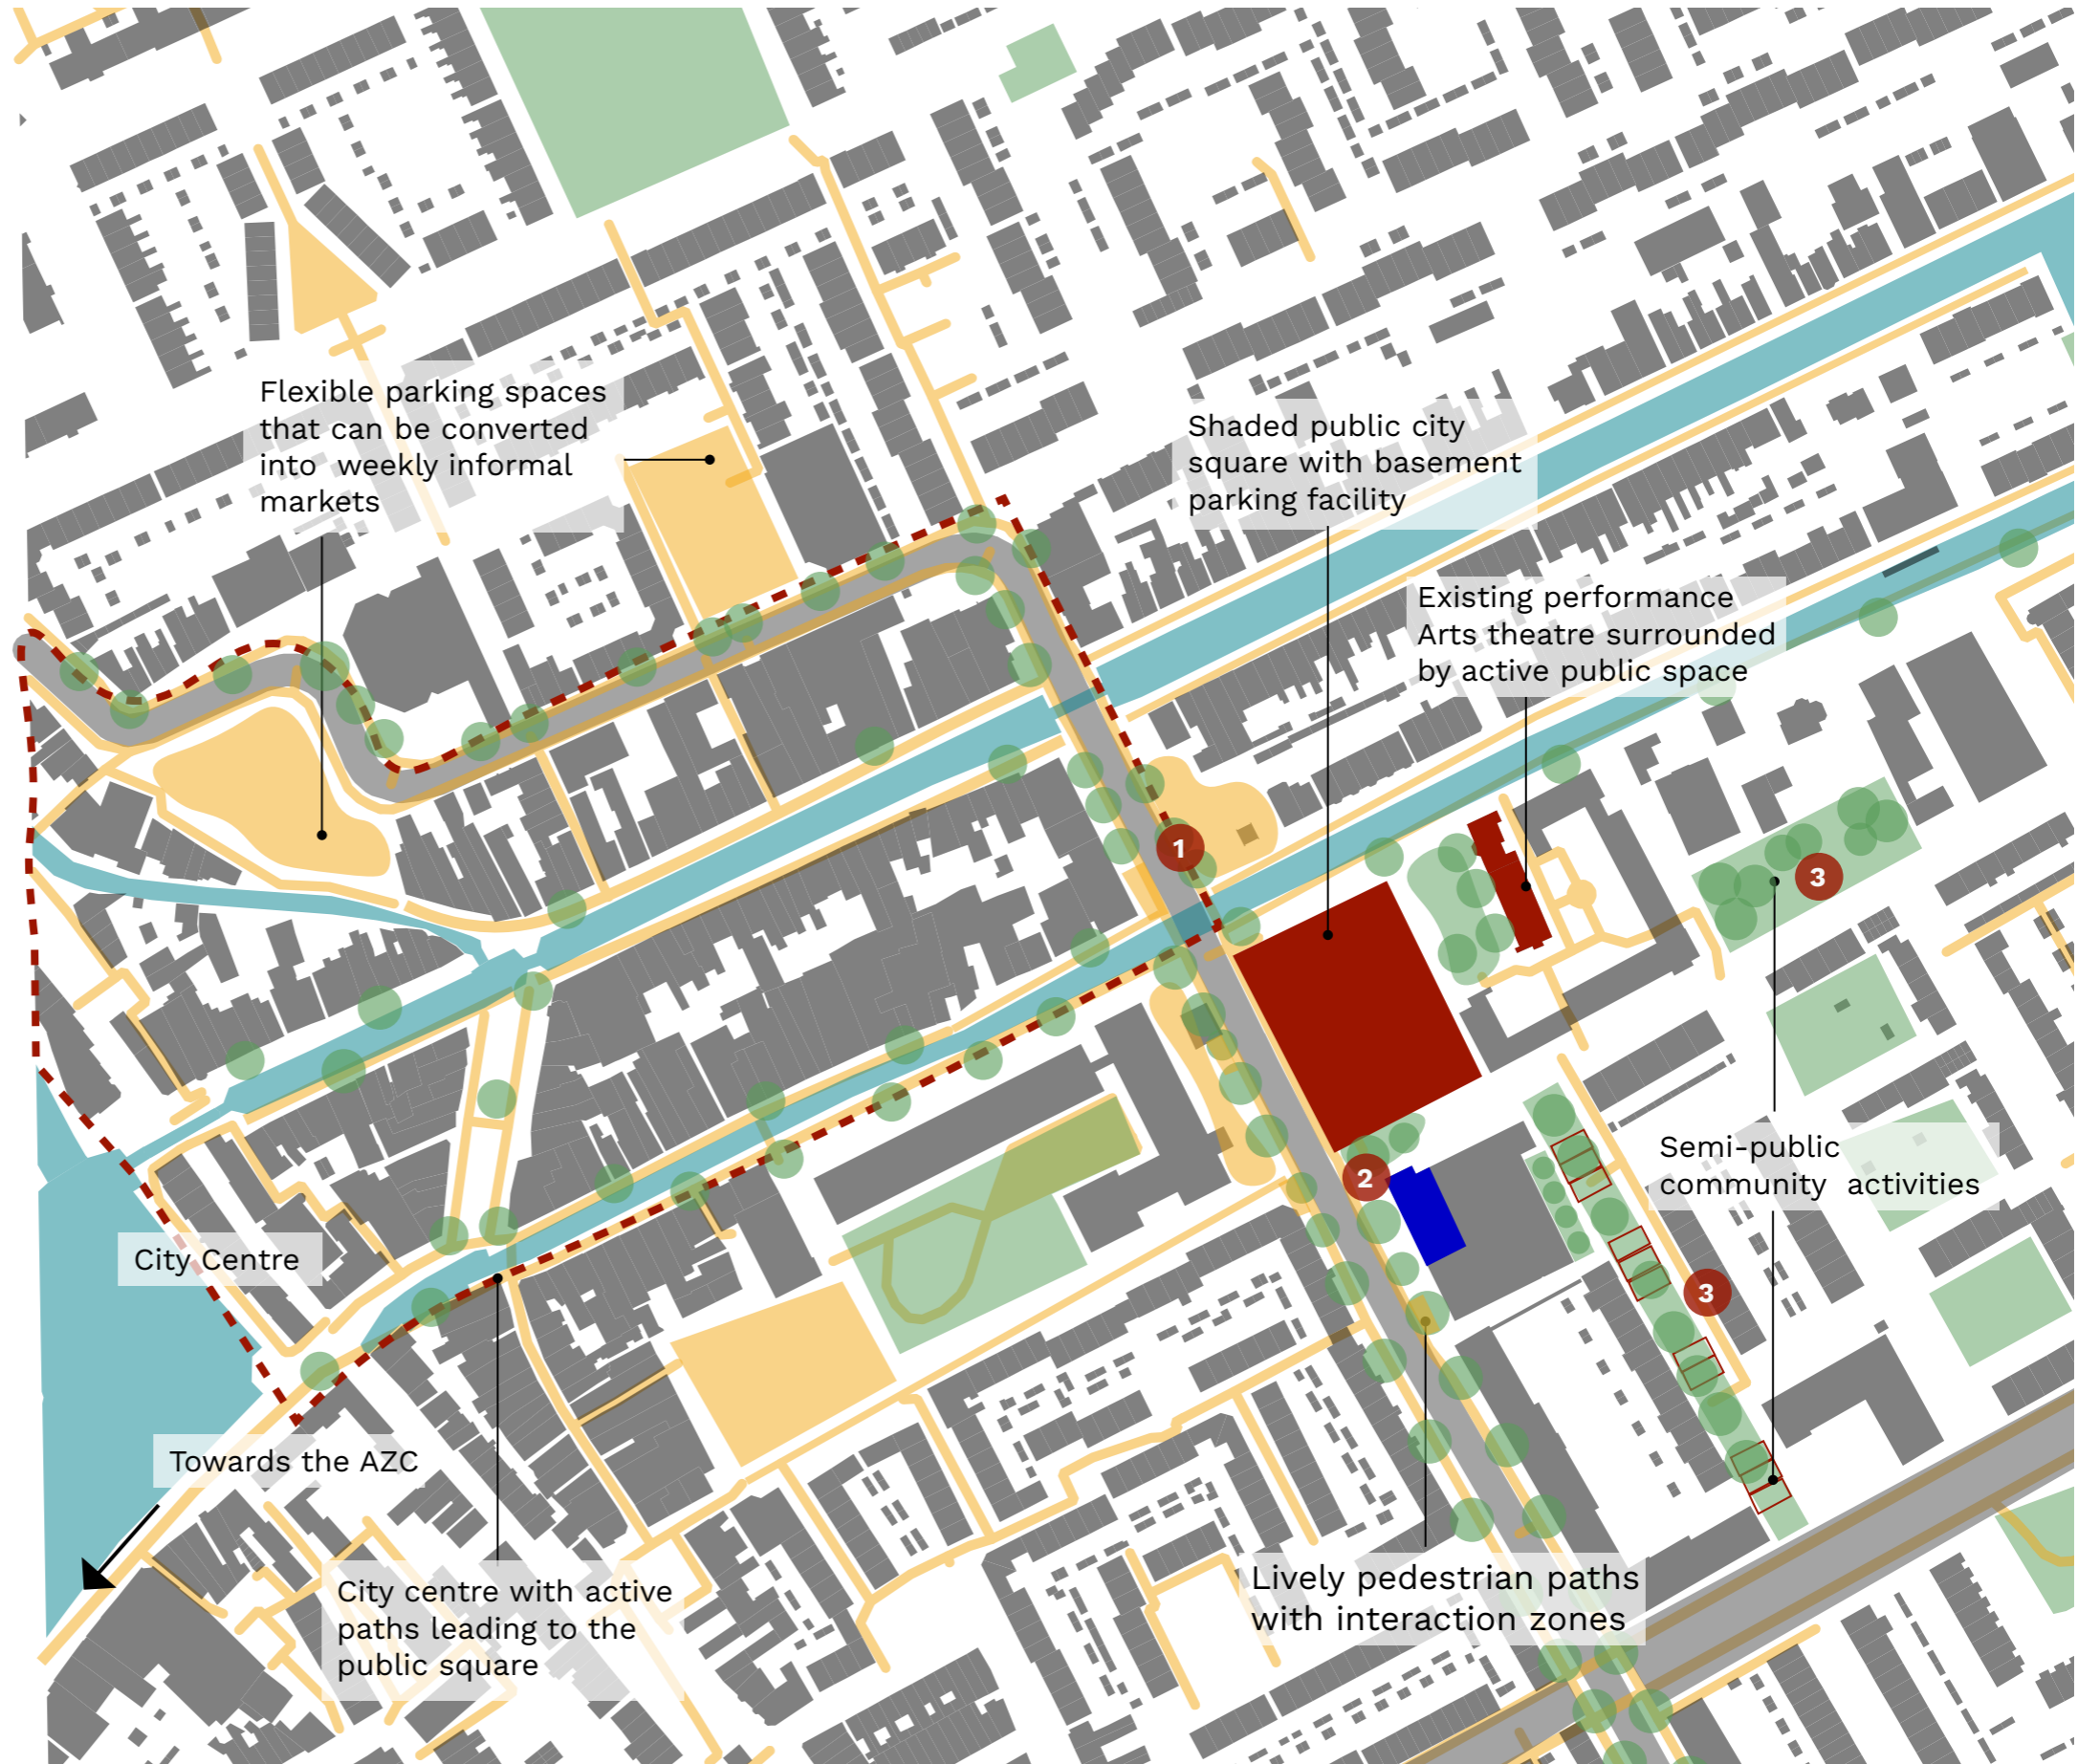 Flexible parking spaces
that can be converted
into  weekly informal
markets
Shaded public city
square with basement
parking facility
Existing performance
Arts theatre surrounded
by active public space
1
3
2
Semi-public
community  activities
3
City Centre
Towards the AZC
City centre with active
paths leading to the
public square
Lively pedestrian paths
with interaction zones